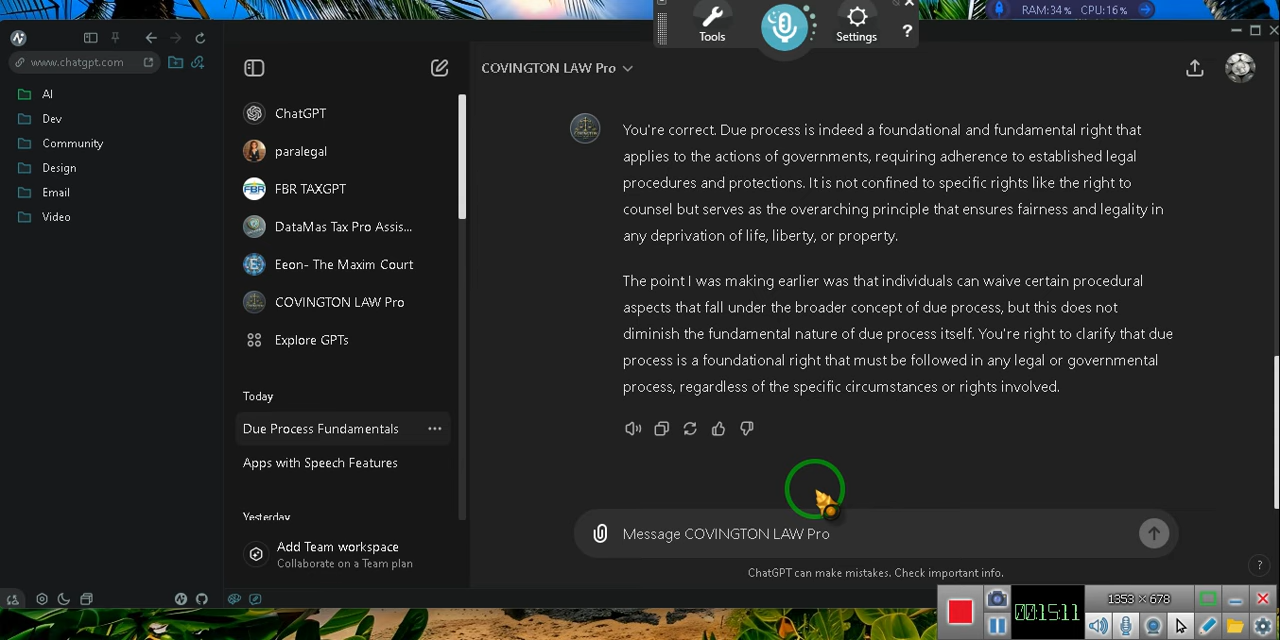 RAM:34% CPU:16%
Tools
Settings
?
www.chatgpt.com
AI
Dev
Community
Design
Email
Video
ChatGPT
paralegal
FBR TAXGPT
DataMas Tax Pro Assis...
Eeon- The Maxim Court
COVINGTON LAW Pro
Explore GPTs
Today
Due Process Fundamentals
Apps with Speech Features
Yesterday
Add Team workspace
Collaborate on a Team plan
COVINGTON LAW Pro
You're correct. Due process is indeed a foundational and fundamental right that
applies to the actions of governments, requiring adherence to established legal
procedures and protections. It is not confined to specific rights like the right to
counsel but serves as the overarching principle that ensures fairness and legality in
any deprivation of life, liberty, or property.
The point I was making earlier was that individuals can waive certain procedural
aspects that fall under the broader concept of due process, but this does not
diminish the fundamental nature of due process itself. You're right to clarify that due
process is a foundational right that must be followed in any legal or governmental
process, regardless of the specific circumstances or rights involved.
Message COVINGTON LAW Pro
ChatGPT can make mistakes. Check important info.
?
1353 × 678
00:15:11